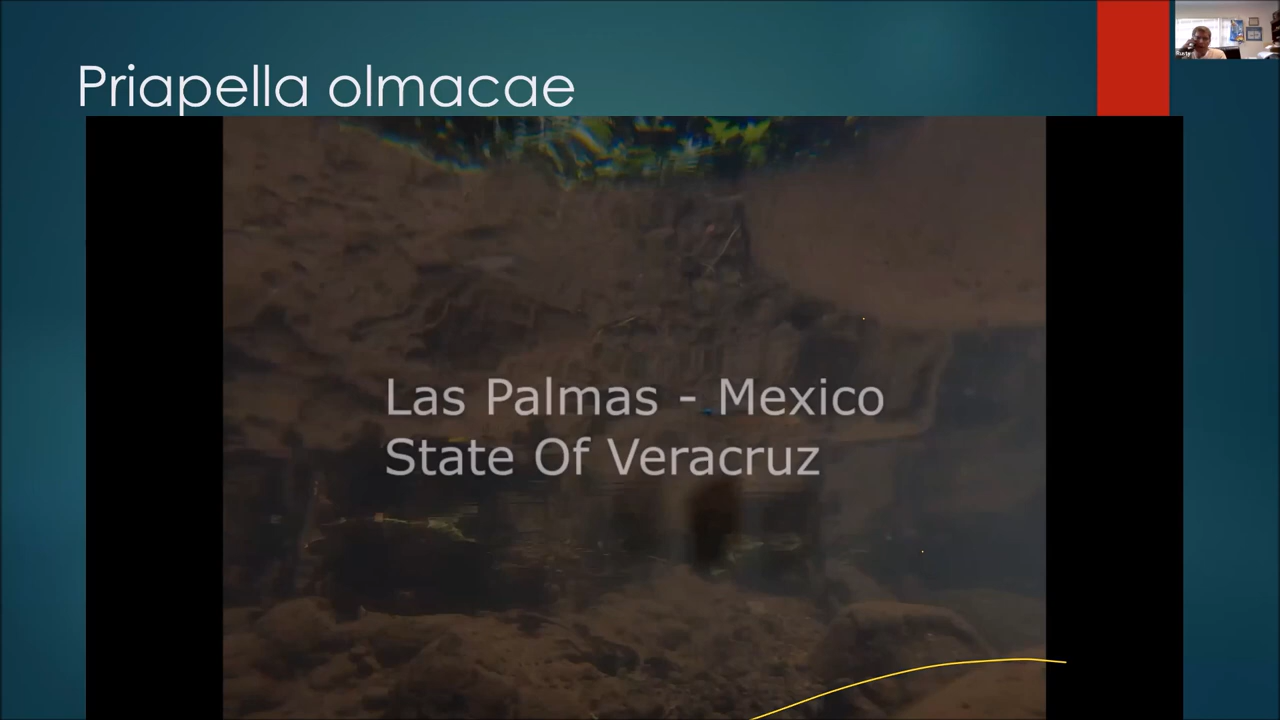 Priapella olmacae
Las Palmas - Mexico
State Of Veracruz